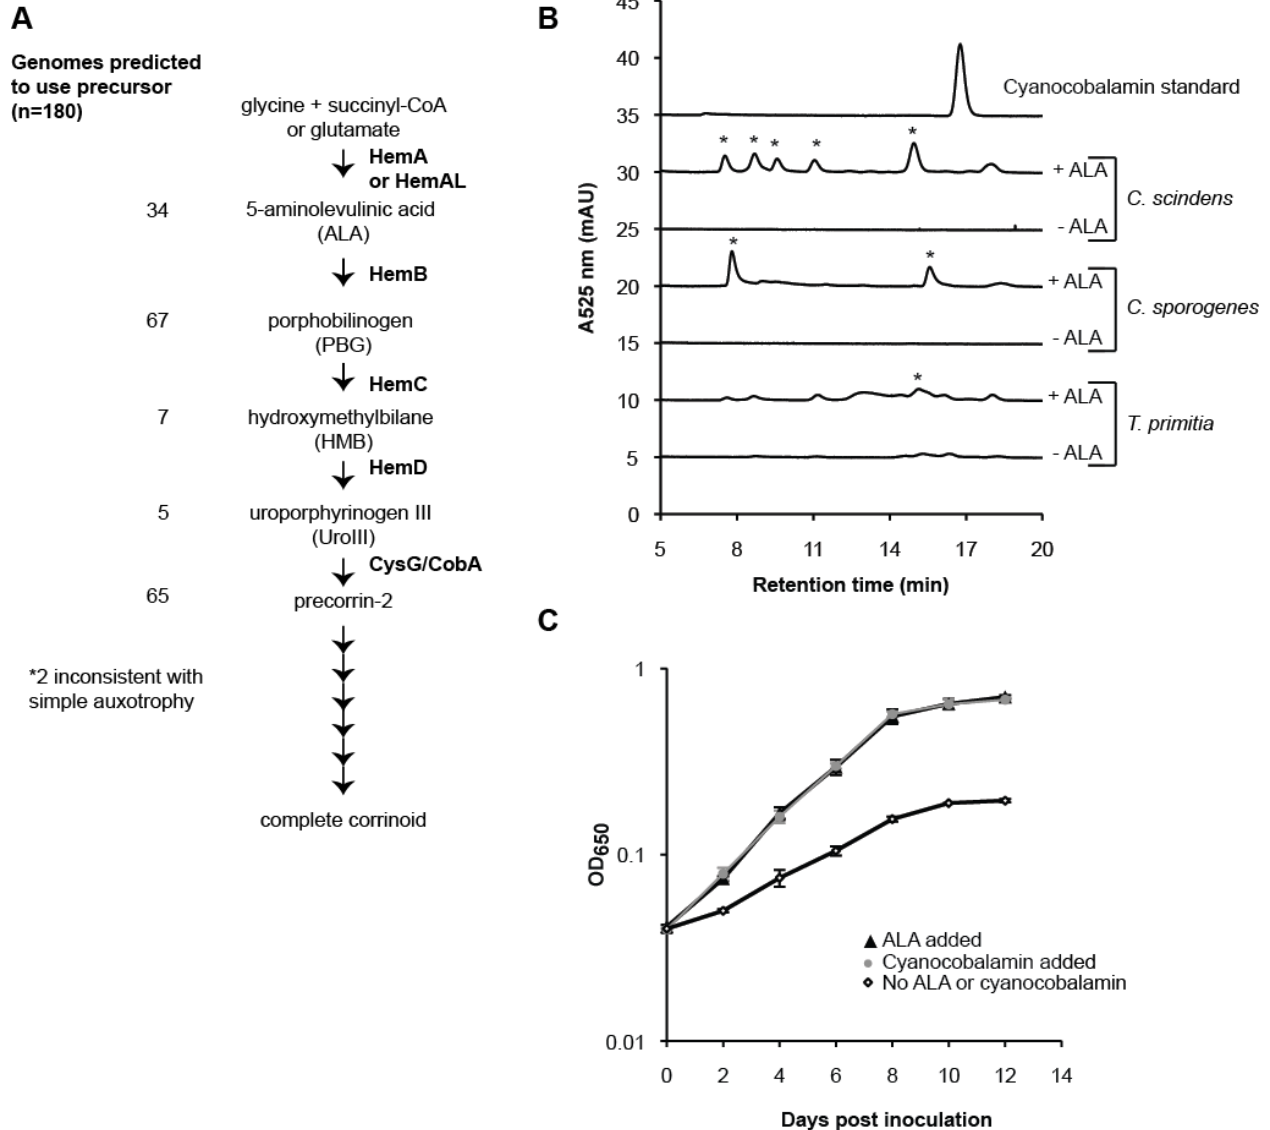 A
Genomes predicted
to use precursor
(n=180)
glycine + succinyl-CoA
or glutamate
HemA
or HemAL
34
5-aminolevulinic acid
(ALA)
HemB
67
porphobilinogen
(PBG)
HemC
7
hydroxymethylbilane
(HMB)
HemD
5
uroporphyrinogen III
(UroIII)
CysG/CobA
65
precorrin-2
*2 inconsistent with
simple auxotrophy
complete corrinoid
B
A525 nm (mAU)
45
40
35
30
25
20
15
10
5
0
Cyanocobalamin standard
* * * * *
+ ALA
C. scindens
- ALA
* *
+ ALA
C. sporogenes
- ALA
*
+ ALA
T. primitia
- ALA
5 8 11 14 17 20
Retention time (min)
C
OD650
1
0.1
0.01
ALA added
Cyanocobalamin added
No ALA or cyanocobalamin
0 2 4 6 8 10 12 14
Days post inoculation